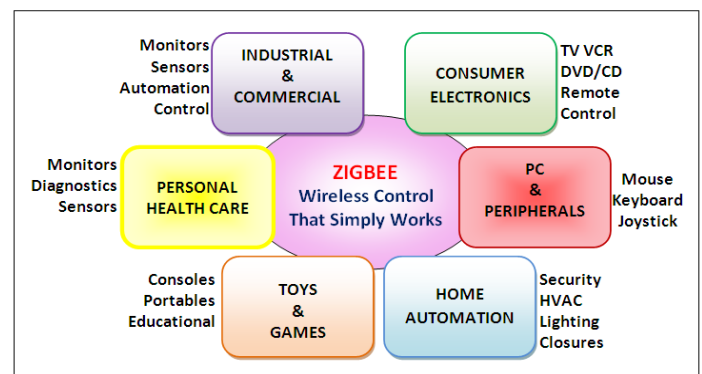 Monitors
Sensors
Automation
Control
INDUSTRIAL
&
COMMERCIAL
CONSUMER
ELECTRONICS
TV VCR
DVD/CD
Remote
Control
Monitors
Diagnostics
Sensors
PERSONAL
HEALTH CARE
ZIGBEE
Wireless Control
That Simply Works
PC
&
PERIPHERALS
Mouse
Keyboard
Joystick
Consoles
Portables
Educational
TOYS
&
GAMES
HOME
AUTOMATION
Security
HVAC
Lighting
Closures